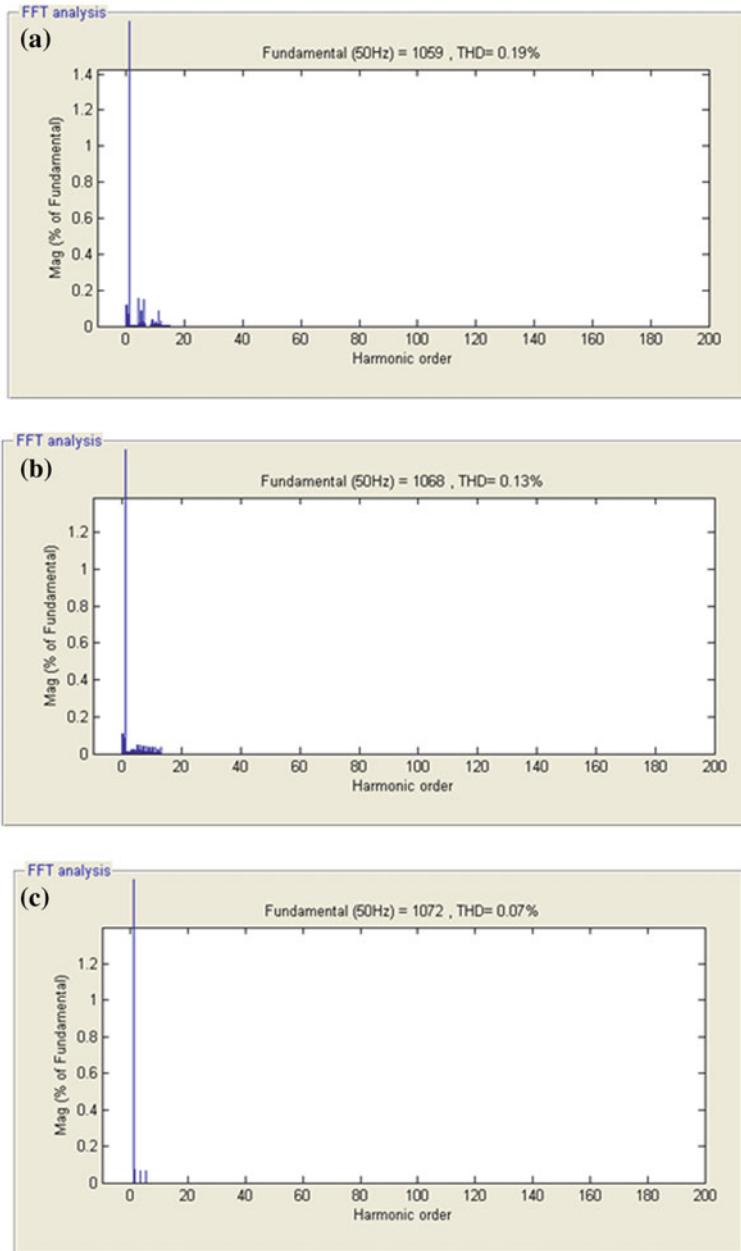 FFT analysis
(a)
Fundamental (50Hz) = 1059 , THD= 0.19%
1.4
1.2
1
0.8
0.6
0.4
0.2
0
Mag (% of Fundamental)
0 20 40 60 80 100 120 140 160 180 200
Harmonic order
FFT analysis
(b)
Fundamental (50Hz) = 1068 , THD= 0.13%
1.2
1
0.8
0.6
0.4
0.2
0
Mag (% of Fundamental)
0 20 40 60 80 100 120 140 160 180 200
Harmonic order
FFT analysis
(c)
Fundamental (50Hz) = 1072 , THD= 0.07%
1.2
1
0.8
0.6
0.4
0.2
0
Mag (% of Fundamental)
0 20 40 60 80 100 120 140 160 180 200
Harmonic order